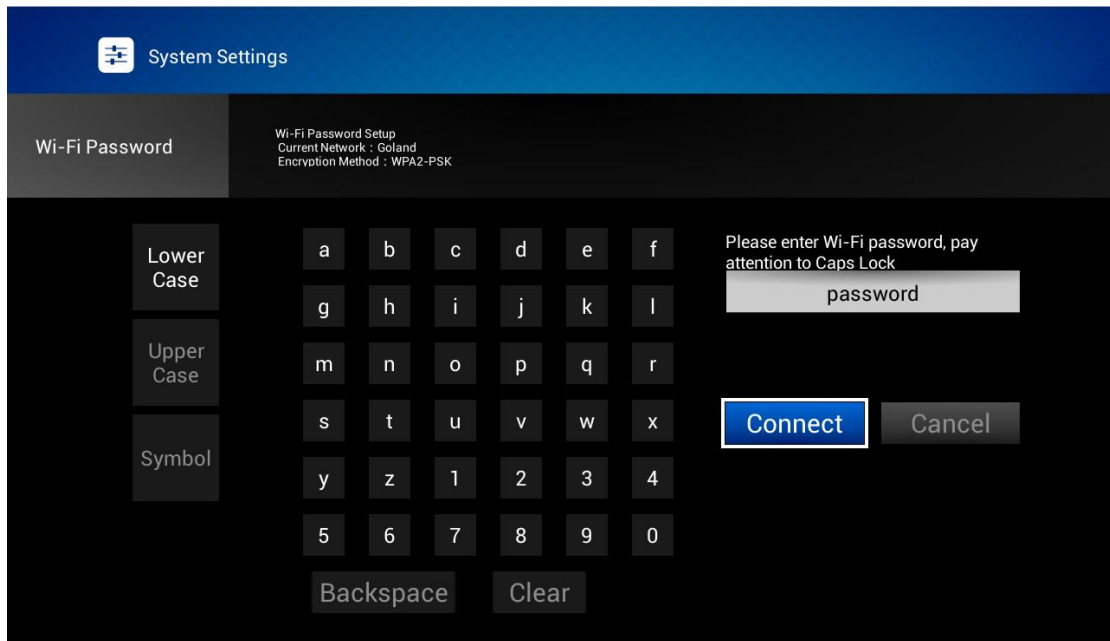 System Settings
Wi-Fi Password
Wi-Fi Password Setup
Current Network : Goland
Encryption Method : WPA2-PSK
Lower
Case
Upper
Case
Symbol
a b c d e f
g h i j k l
m n o p q r
s t u v w x
y z 1 2 3 4
5 6 7 8 9 0
Backspace Clear
Please enter Wi-Fi password, pay
attention to Caps Lock
password
Connect Cancel